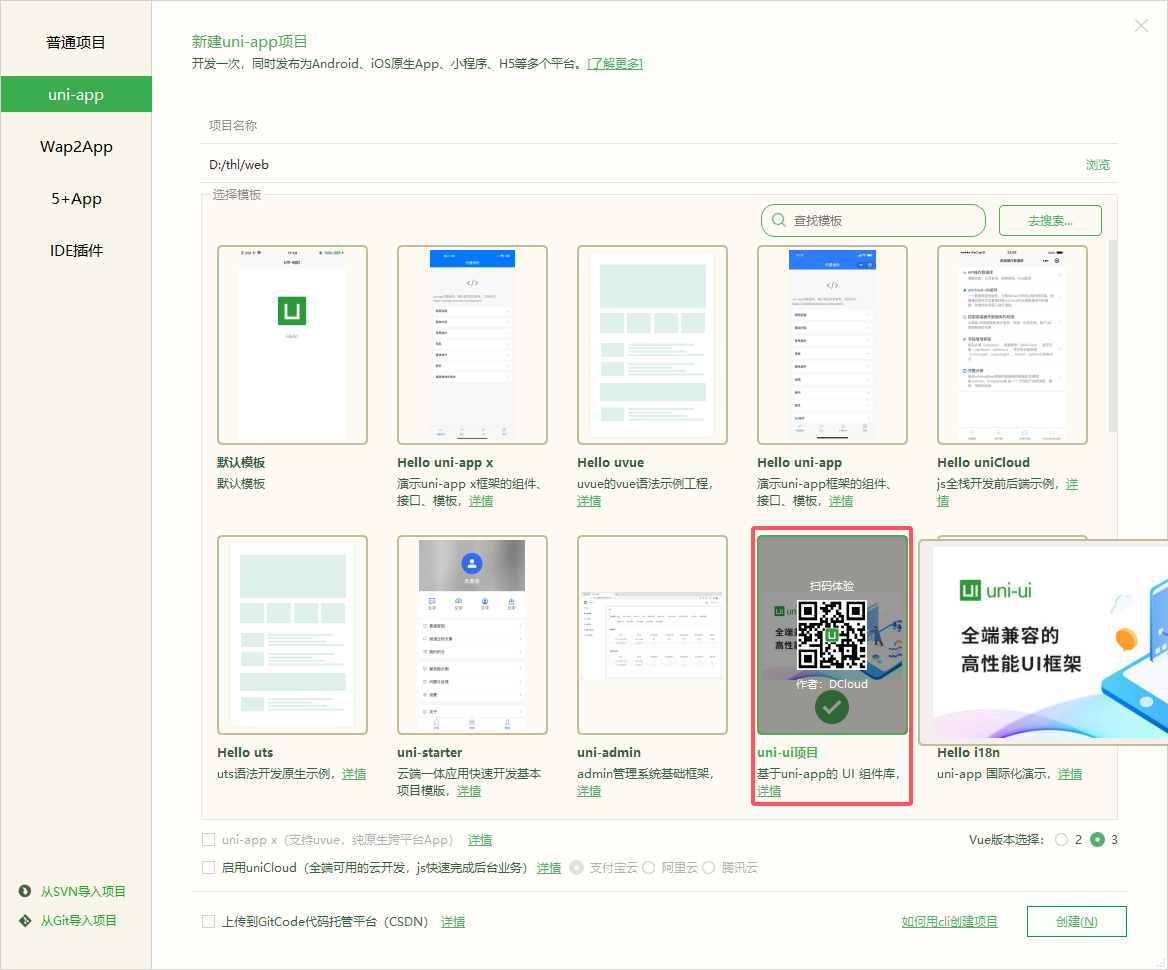 普通项目
uni-app
Wap2App
5+App
IDE插件
从SVN导入项目
从Git导入项目
新建uni-app项目
开发一次，同时发布为Android、iOS原生App、小程序、H5等多个平台。[了解更多]
项目名称
D:/thl/web
浏览
选择模板
查找模板
去搜索...
uni-app
默认模板
默认模板
Hello uni-app x
演示uni-app x框架的组件、
接口、模板，详情
Hello uvue
uvue的vue语法示例工程，
详情
Hello uni-app
演示uni-app框架的组件、
接口、模板，详情
Hello uniCloud
js全栈开发前后端示例，详
情
Hello uts
uts语法开发原生示例，详情
uni-starter
云端一体应用快速开发基本
项目模版，详情
uni-admin
admin管理系统基础框架，
详情
扫码体验
作者：DCloud
uni-ui项目
基于uni-app的 UI 组件库，
详情
uni-ui
全端兼容的
高性能UI框架
Hello i18n
uni-app 国际化演示，详情
uni-app x（支持uvue，纯原生跨平台App） 详情
Vue版本选择： 2 3
启用uniCloud（全端可用的云开发，js快速完成后台业务） 详情 支付宝云 阿里云 腾讯云
上传到GitCode代码托管平台（CSDN） 详情
如何用cli创建项目
创建(N)